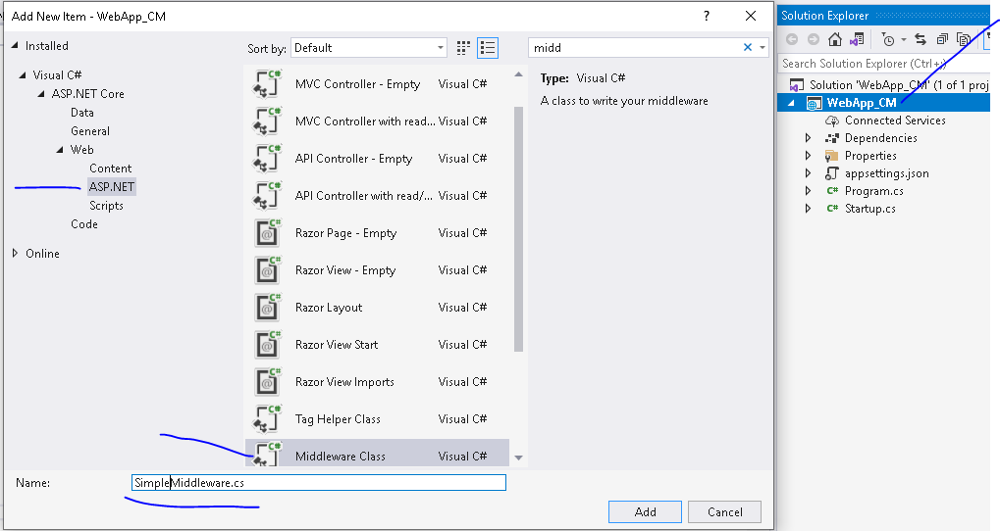 Add New Item - WebApp_CM
?
Installed
Visual C#
ASP.NET Core
Data
General
Web
Content
ASP.NET
Scripts
Code
Online
Sort by: Default
MVC Controller - Empty Visual C#
MVC Controller with read... Visual C#
API Controller - Empty Visual C#
API Controller with read/... Visual C#
Razor Page - Empty Visual C#
Razor View - Empty Visual C#
Razor Layout Visual C#
Razor View Start Visual C#
Razor View Imports Visual C#
Tag Helper Class Visual C#
Middleware Class Visual C#
midd
Type: Visual C#
A class to write your middleware
Name: SimpleMiddleware.cs
Add Cancel
Solution Explorer
Search Solution Explorer (Ctrl+;)
Solution 'WebApp_CM' (1 of 1 proj
WebApp_CM
Connected Services
Dependencies
Properties
appsettings.json
C# Program.cs
C# Startup.cs